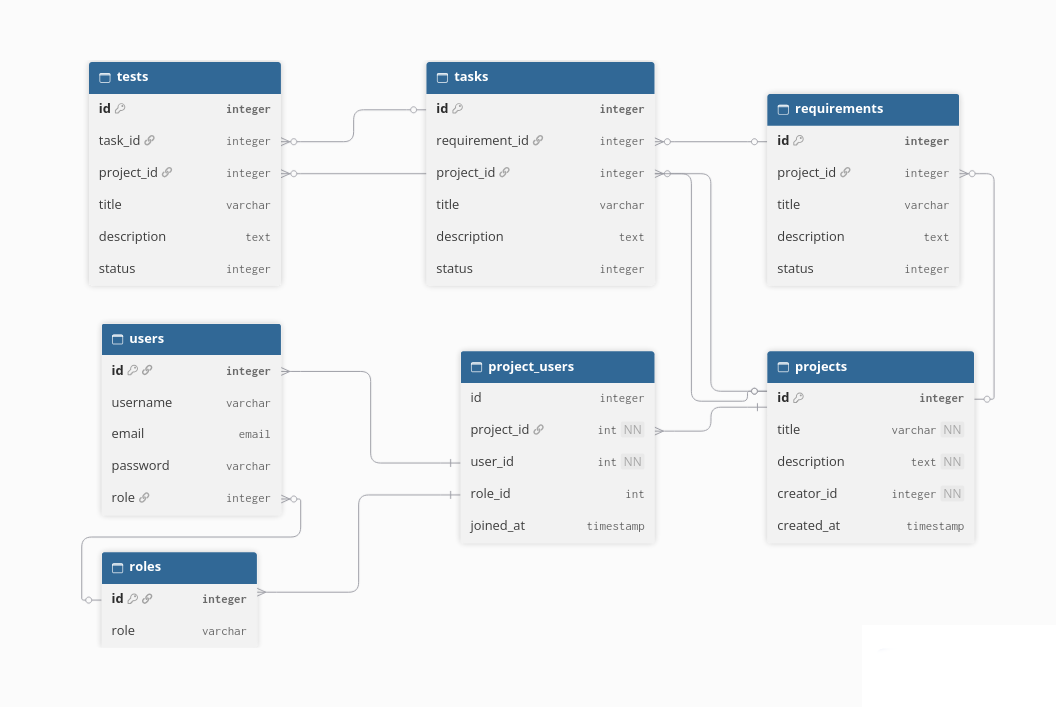 tests
id integer
task_id integer
project_id integer
title varchar
description text
status integer
tasks
id integer
requirement_id integer
project_id integer
title varchar
description text
status integer
requirements
id integer
project_id integer
title varchar
description text
status integer
users
id integer
username varchar
email email
password varchar
role integer
project_users
id integer
project_id int NN
user_id int NN
role_id int
joined_at timestamp
projects
id integer
title varchar NN
description text NN
creator_id integer NN
created_at timestamp
roles
id integer
role varchar